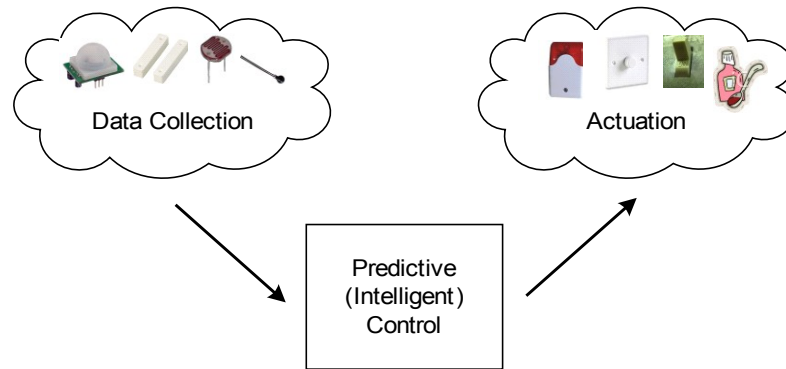 Data Collection
Actuation
Predictive
(Intelligent)
Control